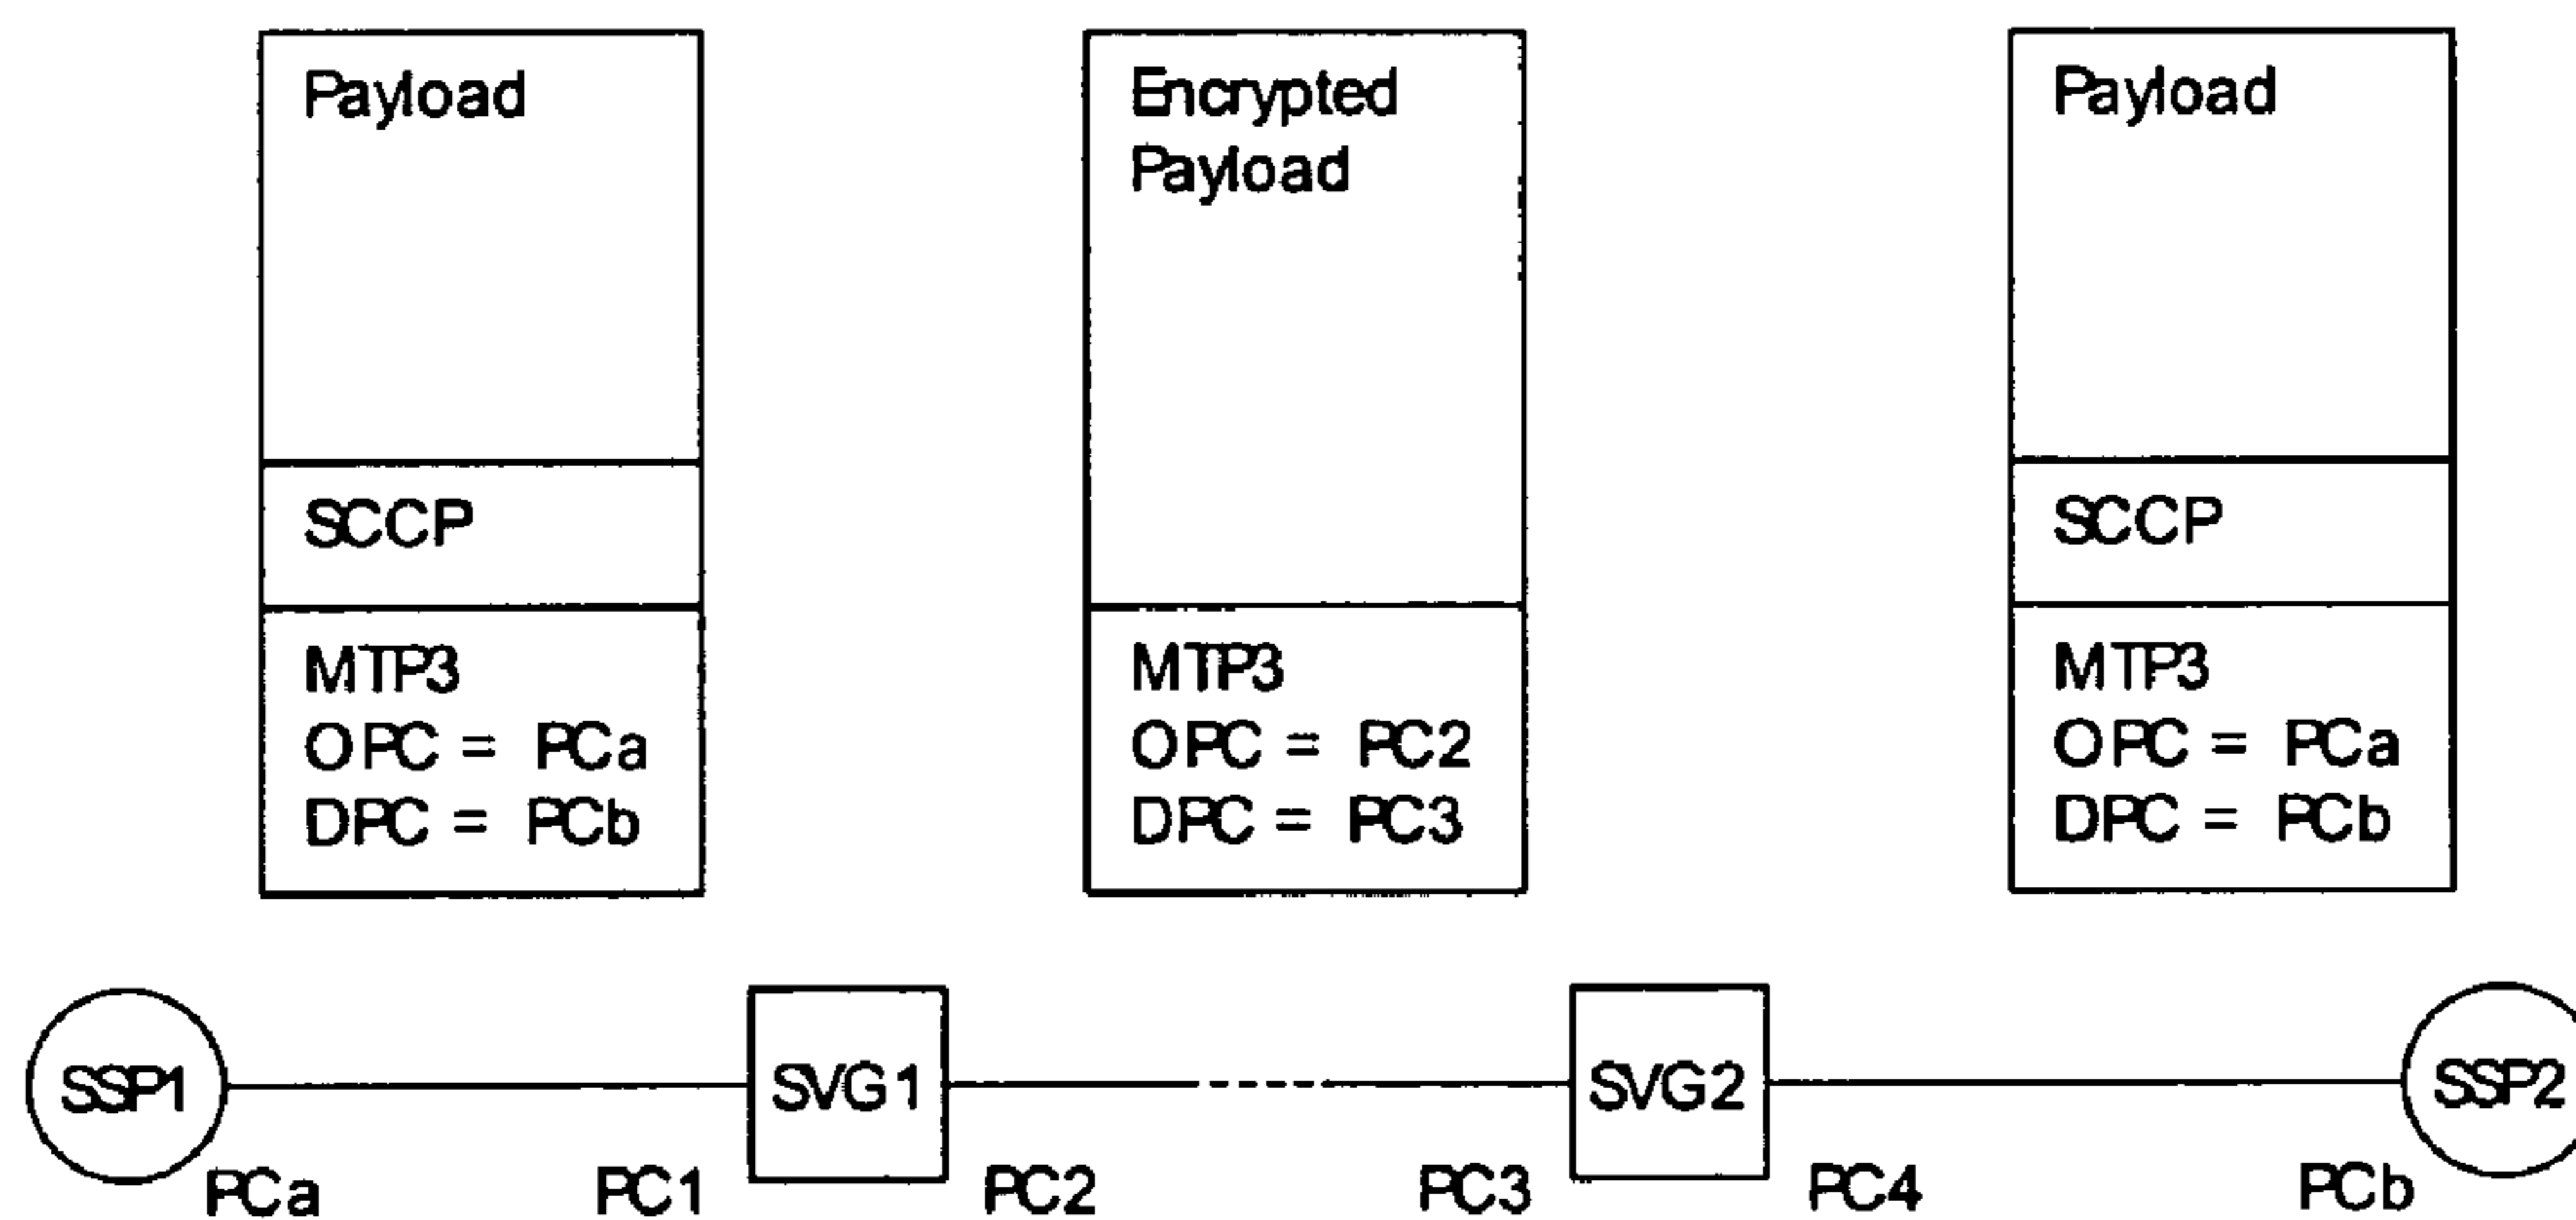 Payload
SCCP
MTP3
OPC = PCa
DPC = PCb
Encrypted
Payload
MTP3
OPC = PC2
DPC = PC3
Payload
SCCP
MTP3
OPC = PCa
DPC = PCb
SSP1
SVG1
SVG2
SSP2
PCa
PC1
PC2
PC3
PC4
PCb